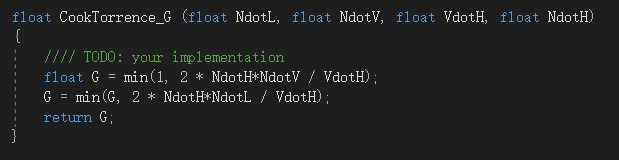 float CookTorrence_G (float NdotL, float NdotV, float VdotH, float NdotH)
{
//// TODO: your implementation
float G = min(1, 2 * NdotH*NdotV / VdotH);
G = min(G, 2 * NdotH*NdotL / VdotH);
return G;
}